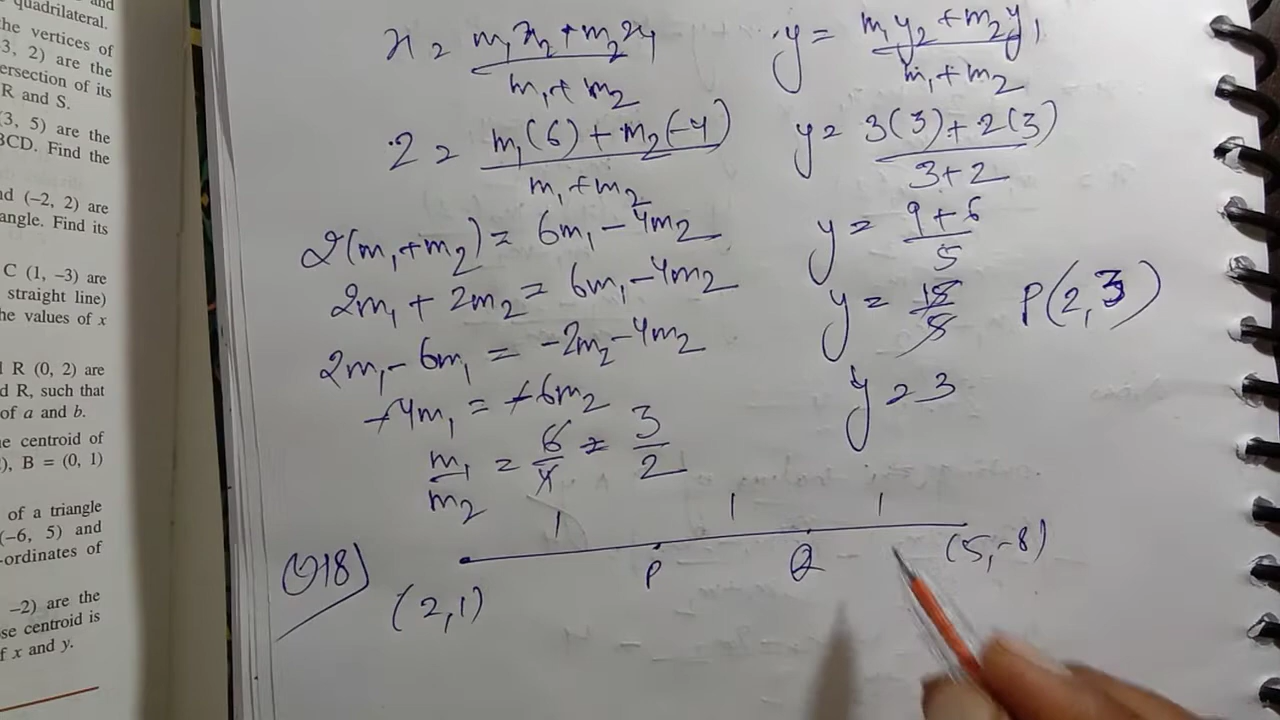 quadrilateral.
the vertices of
3, 2) are the
ersection of its
R and S.
(3, 5) are the
BCD. Find the
nd (–2, 2) are
angle. Find its
C (1, –3) are
straight line)
he values of x
R (0, 2) are
d R, such that
of a and b.
e centroid of
), B = (0, 1)
of a triangle
(–6, 5) and
-ordinates of
–2) are the
se centroid is
f x and y.
x = m₁x₂+m₂x₁ / m₁+m₂
2 = m₁(6)+m₂(-4) / m₁+m₂
2(m₁+m₂) = 6m₁-4m₂
2m₁+2m₂ = 6m₁-4m₂
2m₁-6m₁ = -2m₂-4m₂
-4m₁ = -6m₂
m₁/m₂ = 6/4 = 3/2
y = m₁y₂+m₂y₁ / m₁+m₂
y = 3(3)+2(3) / 3+2
y = 9+6 / 5
y = 15/5 P(2,3)
y = 3
1 1 1
Q18) P Q (5,-8)
(2,1)